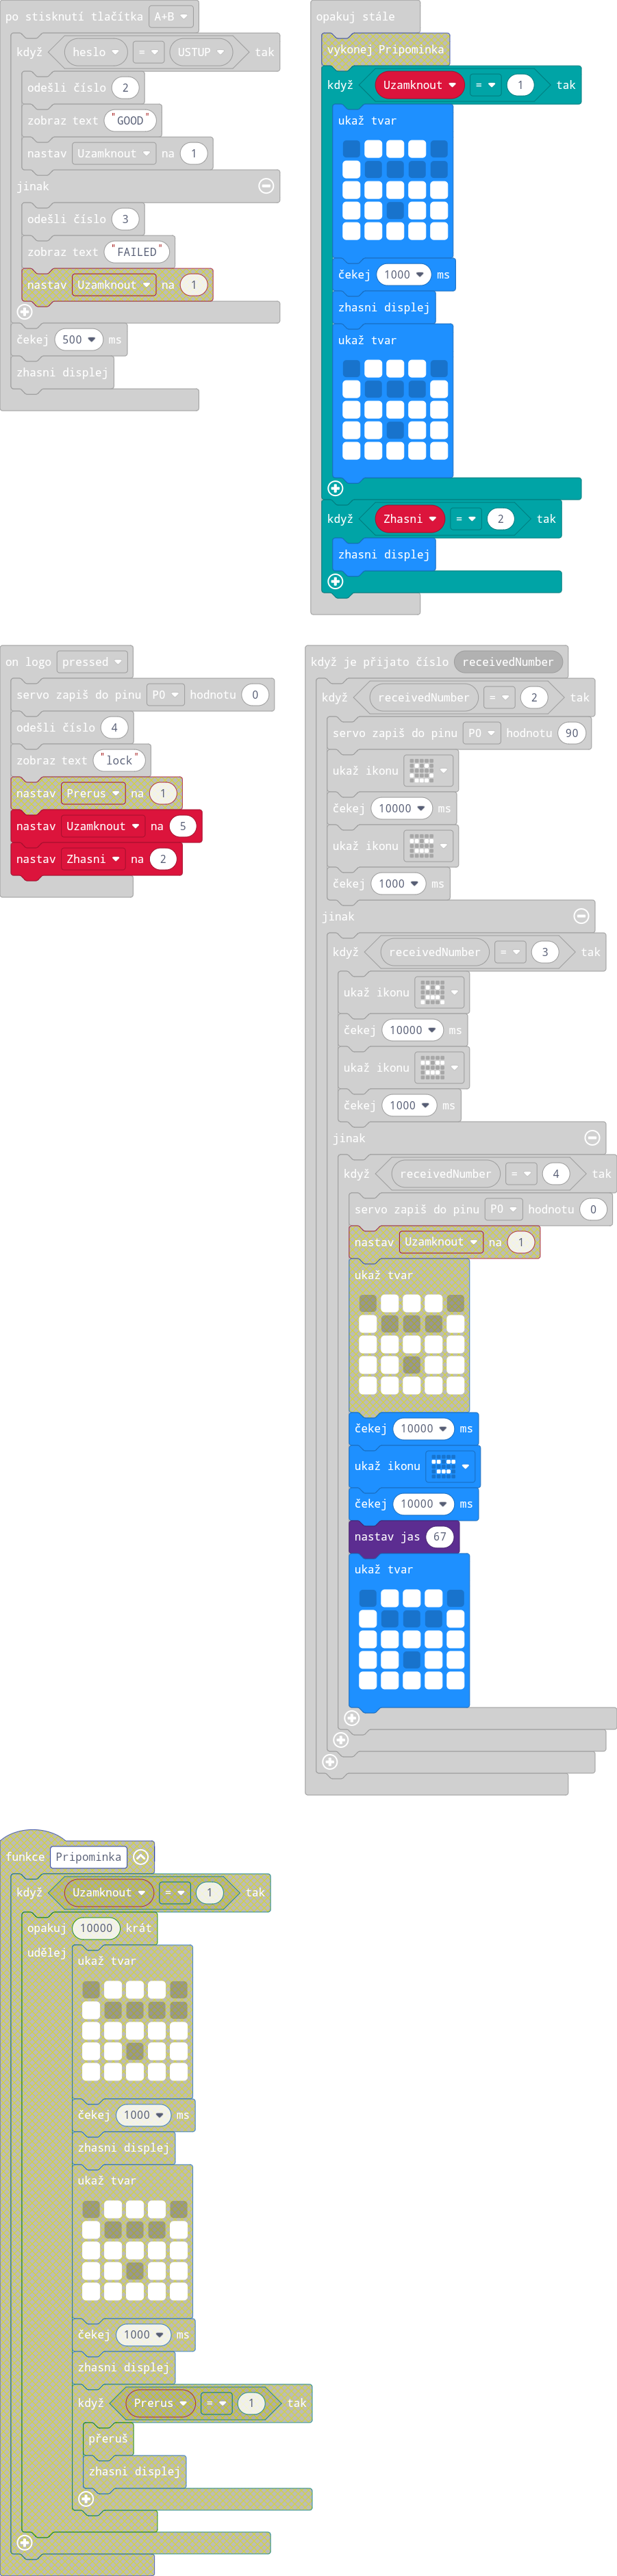 po stisknutí tlačítka A+B
když heslo = USTUP tak
odešli číslo 2
zobraz text "GOOD"
nastav Uzamknout na 1
jinak
odešli číslo 3
zobraz text "FAILED"
nastav Uzamknout na 1
čekej 500 ms
zhasni displej
opakuj stále
vykonej Pripominka
když Uzamknout = 1 tak
ukaž tvar
čekej 1000 ms
zhasni displej
ukaž tvar
když Zhasni = 2 tak
zhasni displej
on logo pressed
servo zapiš do pinu P0 hodnotu 0
odešli číslo 4
zobraz text "lock"
nastav Prerus na 1
nastav Uzamknout na 5
nastav Zhasni na 2
když je přijato číslo receivedNumber
když receivedNumber = 2 tak
servo zapiš do pinu P0 hodnotu 90
ukaž ikonu
čekej 10000 ms
ukaž ikonu
čekej 1000 ms
jinak
když receivedNumber = 3 tak
ukaž ikonu
čekej 10000 ms
ukaž ikonu
čekej 1000 ms
jinak
když receivedNumber = 4 tak
servo zapiš do pinu P0 hodnotu 0
nastav Uzamknout na 1
ukaž tvar
čekej 10000 ms
ukaž ikonu
čekej 10000 ms
nastav jas 67
ukaž tvar
funkce Pripominka
když Uzamknout = 1 tak
opakuj 10000 krát
udělej
ukaž tvar
čekej 1000 ms
zhasni displej
ukaž tvar
čekej 1000 ms
zhasni displej
když Prerus = 1 tak
přeruš
zhasni displej